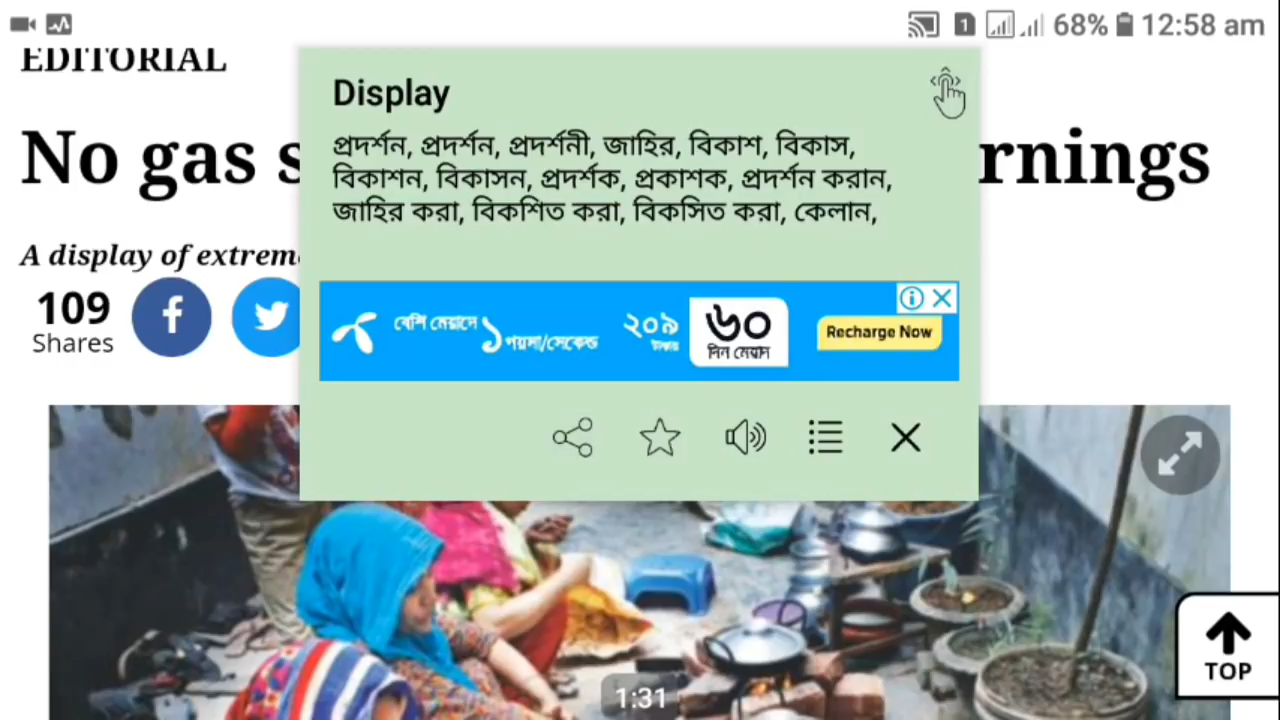 1 68% 12:58 am
EDITORIAL
No gas s rnings
A display of extrem
109
Shares
Display
প্রদর্শন, প্রদর্শন, প্রদর্শনী, জাহির, বিকাশ, বিকাস,
বিকাশন, বিকাসন, প্রদর্শক, প্রকাশক, প্রদর্শন করান,
জাহির করা, বিকশিত করা, বিকসিত করা, কেলান,
বেশি মেয়াদে
১ পয়সা/সেকেন্ড
২০৯
টাকায়
৬০
দিন মেয়াদ
Recharge Now
TOP
1:31